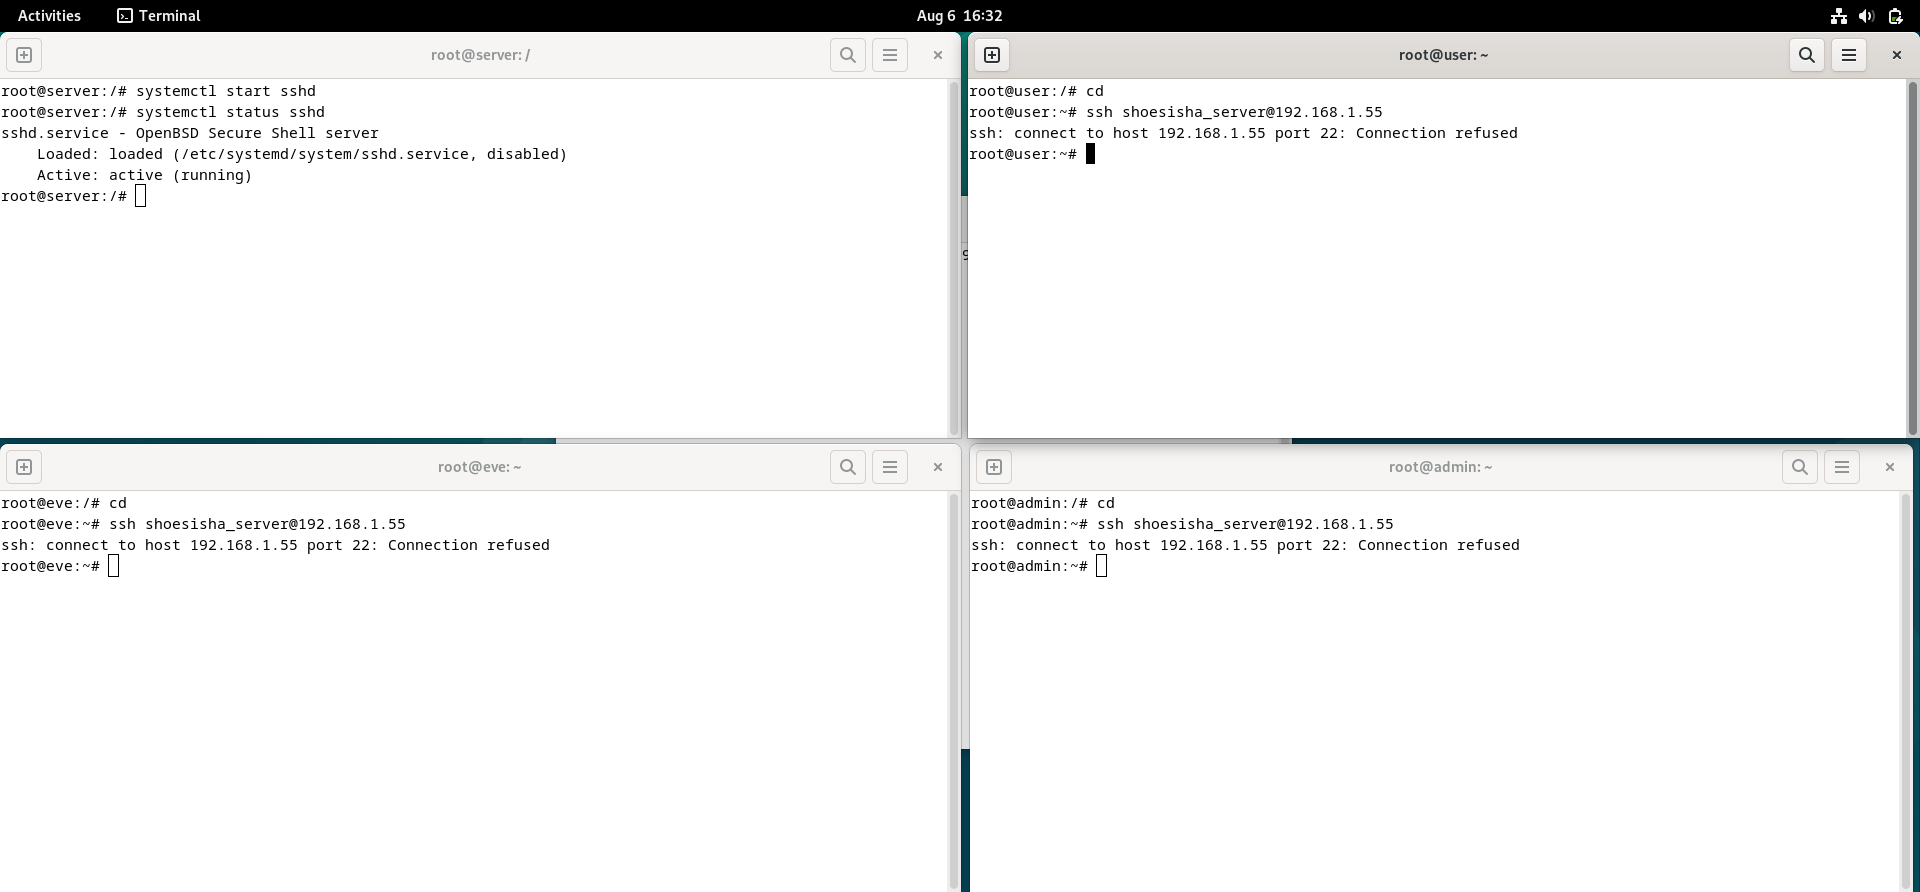 Activities
Terminal
Aug 6 16:32
root@server: /
root@server:/# systemctl start sshd
root@server:/# systemctl status sshd
sshd.service - OpenBSD Secure Shell server
    Loaded: loaded (/etc/systemd/system/sshd.service, disabled)
    Active: active (running)
root@server:/#
root@user: ~
root@user:/# cd
root@user:~# ssh shoesisha_server@192.168.1.55
ssh: connect to host 192.168.1.55 port 22: Connection refused
root@user:~#
root@eve: ~
root@eve:/# cd
root@eve:~# ssh shoesisha_server@192.168.1.55
ssh: connect to host 192.168.1.55 port 22: Connection refused
root@eve:~#
root@admin: ~
root@admin:/# cd
root@admin:~# ssh shoesisha_server@192.168.1.55
ssh: connect to host 192.168.1.55 port 22: Connection refused
root@admin:~#